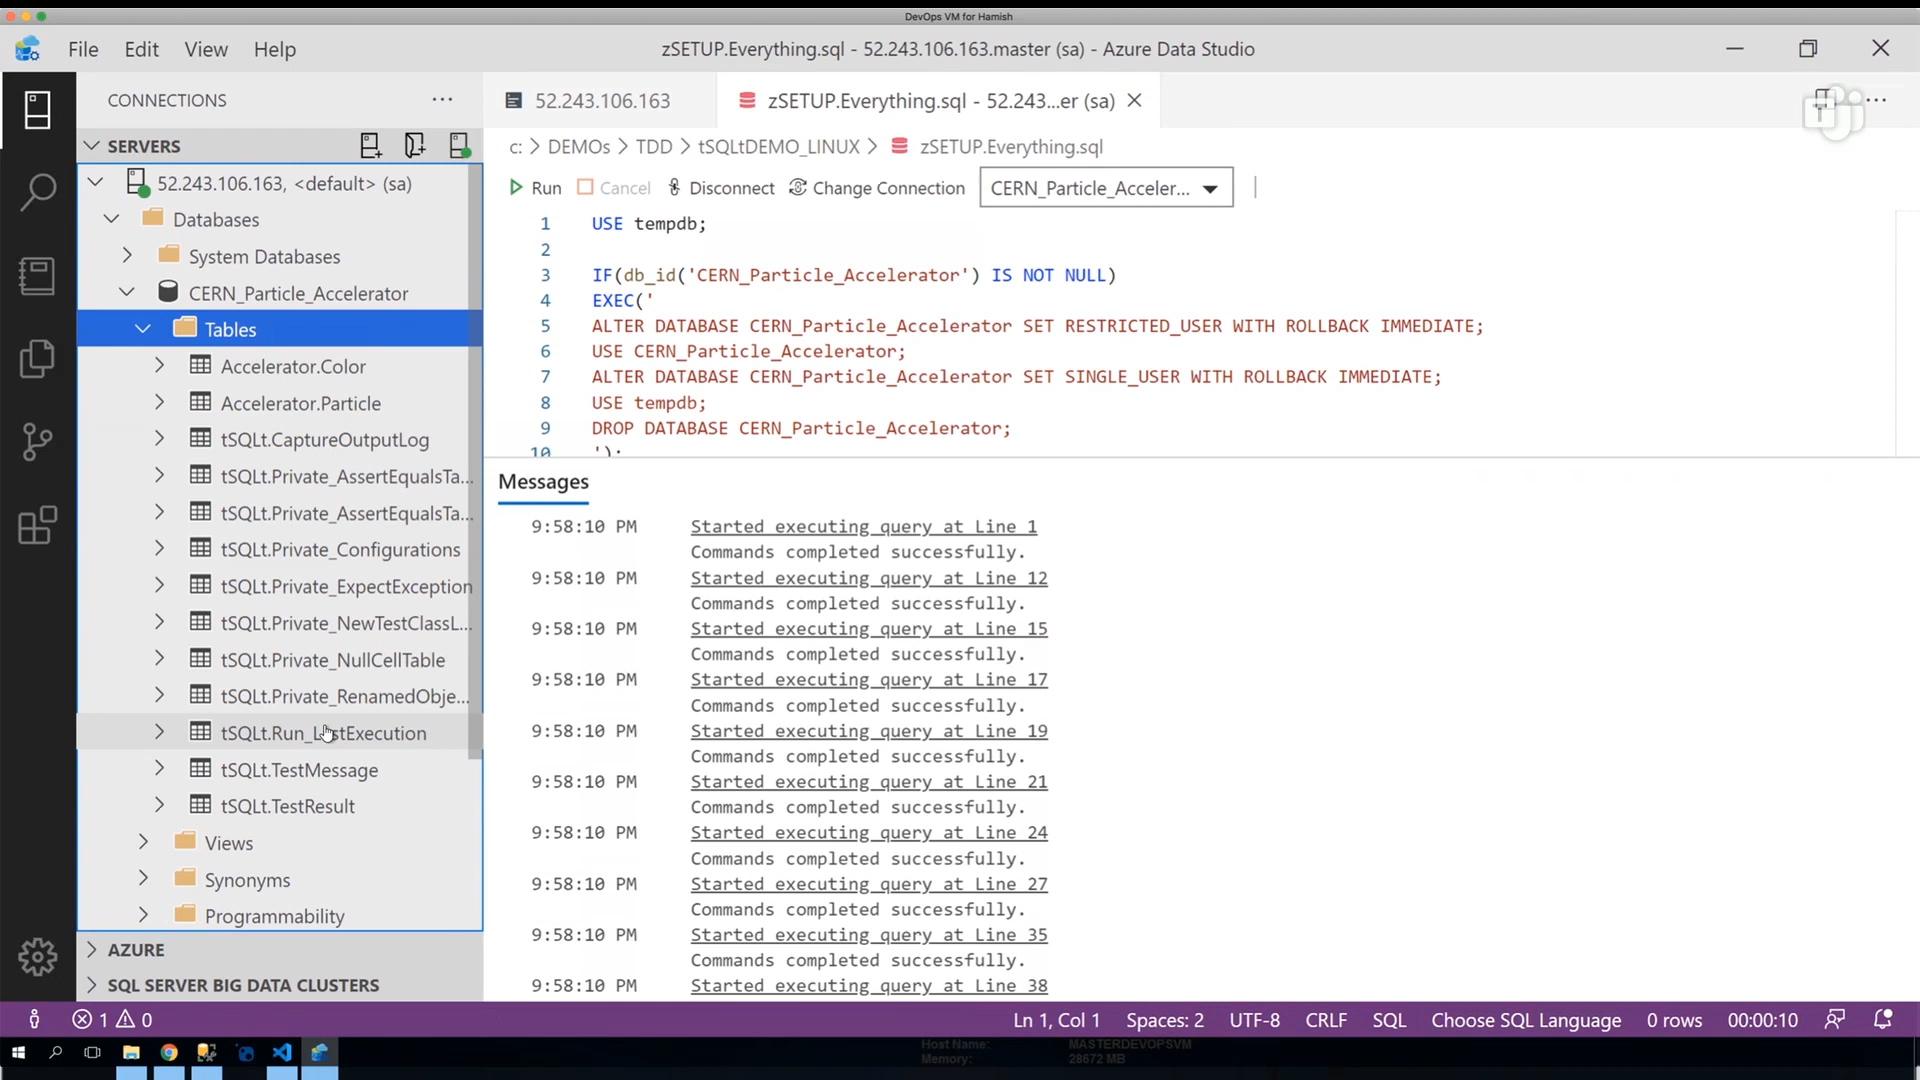 DevOps VM for Hamish
File Edit View Help
zSETUP.Everything.sql - 52.243.106.163.master (sa) - Azure Data Studio
CONNECTIONS
SERVERS
52.243.106.163, <default> (sa)
Databases
System Databases
CERN_Particle_Accelerator
Tables
Accelerator.Color
Accelerator.Particle
tSQLt.CaptureOutputLog
tSQLt.Private_AssertEqualsTa...
tSQLt.Private_AssertEqualsTa...
tSQLt.Private_Configurations
tSQLt.Private_ExpectException
tSQLt.Private_NewTestClassL...
tSQLt.Private_NullCellTable
tSQLt.Private_RenamedObje...
tSQLt.Run_LastExecution
tSQLt.TestMessage
tSQLt.TestResult
Views
Synonyms
Programmability
AZURE
SQL SERVER BIG DATA CLUSTERS
52.243.106.163
zSETUP.Everything.sql - 52.243...er (sa)
c: > DEMOs > TDD > tSQLtDEMO_LINUX > zSETUP.Everything.sql
Run Cancel Disconnect Change Connection CERN_Particle_Acceler...
1 USE tempdb;
2
3 IF(db_id('CERN_Particle_Accelerator') IS NOT NULL)
4 EXEC('
5 ALTER DATABASE CERN_Particle_Accelerator SET RESTRICTED_USER WITH ROLLBACK IMMEDIATE;
6 USE CERN_Particle_Accelerator;
7 ALTER DATABASE CERN_Particle_Accelerator SET SINGLE_USER WITH ROLLBACK IMMEDIATE;
8 USE tempdb;
9 DROP DATABASE CERN_Particle_Accelerator;
10 ');
Messages
9:58:10 PM Started executing query at Line 1
Commands completed successfully.
9:58:10 PM Started executing query at Line 12
Commands completed successfully.
9:58:10 PM Started executing query at Line 15
Commands completed successfully.
9:58:10 PM Started executing query at Line 17
Commands completed successfully.
9:58:10 PM Started executing query at Line 19
Commands completed successfully.
9:58:10 PM Started executing query at Line 21
Commands completed successfully.
9:58:10 PM Started executing query at Line 24
Commands completed successfully.
9:58:10 PM Started executing query at Line 27
Commands completed successfully.
9:58:10 PM Started executing query at Line 35
Commands completed successfully.
9:58:10 PM Started executing query at Line 38
1 0 Ln 1, Col 1 Spaces: 2 UTF-8 CRLF SQL Choose SQL Language 0 rows 00:00:10
Host Name: MASTERDEVOPSVM
Memory: 28672 MB